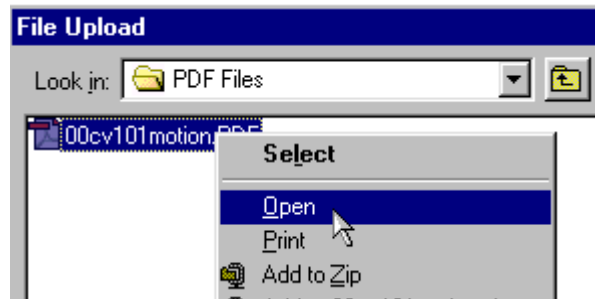 File Upload
Look in: PDF Files
00cv101motion.PDF
Select
Open
Print
Add to Zip